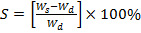 S = [(W_s − W_d) / W_d] × 100%